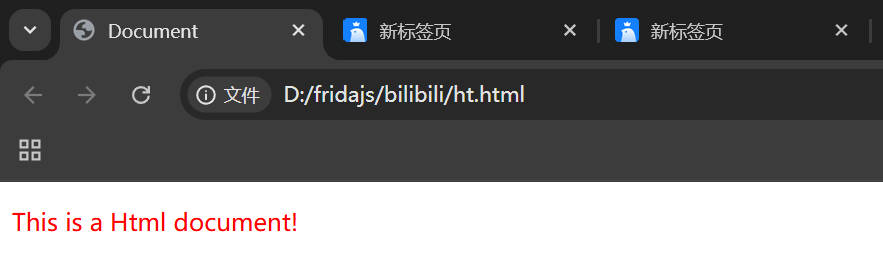 Document 新标签页 新标签页
文件 D:/fridajs/bilibili/ht.html
This is a Html document!